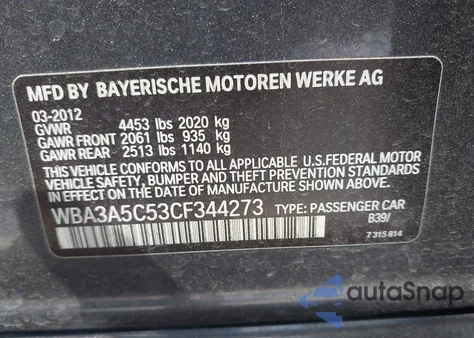 MFD BY BAYERISCHE MOTOREN WERKE AG
03-2012
GVWR 4453 lbs 2020 kg
GAWR FRONT 2061 lbs 935 kg
GAWR REAR 2513 lbs 1140 kg
THIS VEHICLE CONFORMS TO ALL APPLICABLE U.S.FEDERAL MOTOR
VEHICLE SAFETY, BUMPER AND THEFT PREVENTION STANDARDS
IN EFFECT ON THE DATE OF MANUFACTURE SHOWN ABOVE.
WBA3A5C53CF344273 TYPE: PASSENGER CAR
B39/
7 315 814
autoSnap